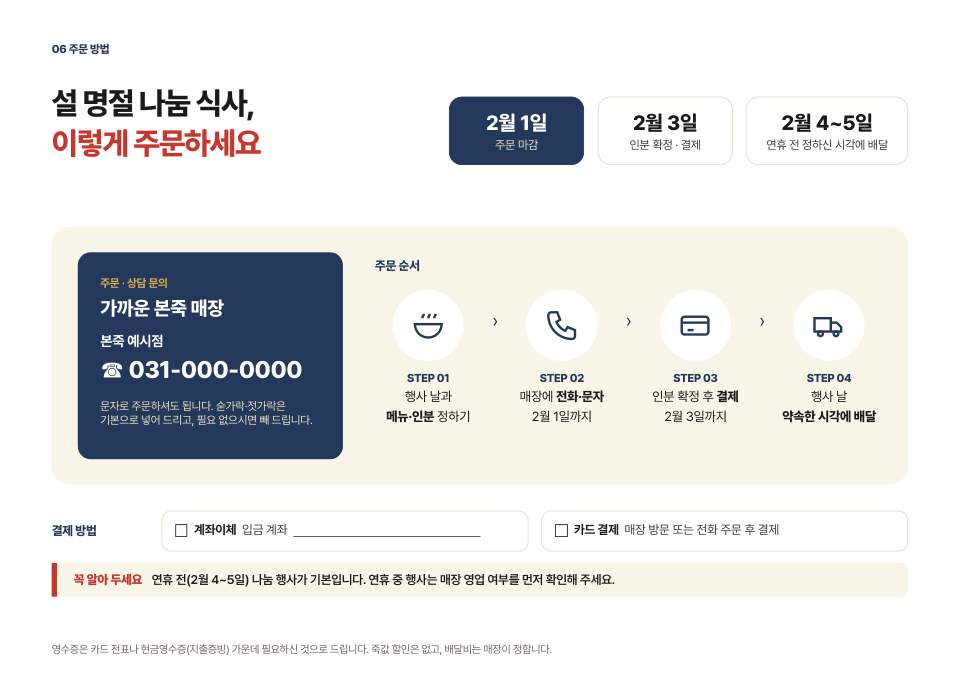 06 주문 방법
설 명절 나눔 식사,
이렇게 주문하세요
2월 1일
주문 마감
2월 3일
인분 확정 · 결제
2월 4~5일
연휴 전 정하신 시각에 배달
주문 · 상담 문의
가까운 본죽 매장
본죽 예시점
☎ 031-000-0000
문자로 주문하셔도 됩니다. 숟가락·젓가락은
기본으로 넣어 드리고, 필요 없으시면 빼 드립니다.
주문 순서
STEP 01
행사 날과
메뉴·인분 정하기
›
STEP 02
매장에 전화·문자
2월 1일까지
›
STEP 03
인분 확정 후 결제
2월 3일까지
›
STEP 04
행사 날
약속한 시각에 배달
결제 방법
☐ 계좌이체 입금 계좌 ______________________________
☐ 카드 결제 매장 방문 또는 전화 주문 후 결제
꼭 알아 두세요 연휴 전(2월 4~5일) 나눔 행사가 기본입니다. 연휴 중 행사는 매장 영업 여부를 먼저 확인해 주세요.
영수증은 카드 전표나 현금영수증(지출증빙) 가운데 필요하신 것으로 드립니다. 죽값 할인은 없고, 배달비는 매장이 정합니다.